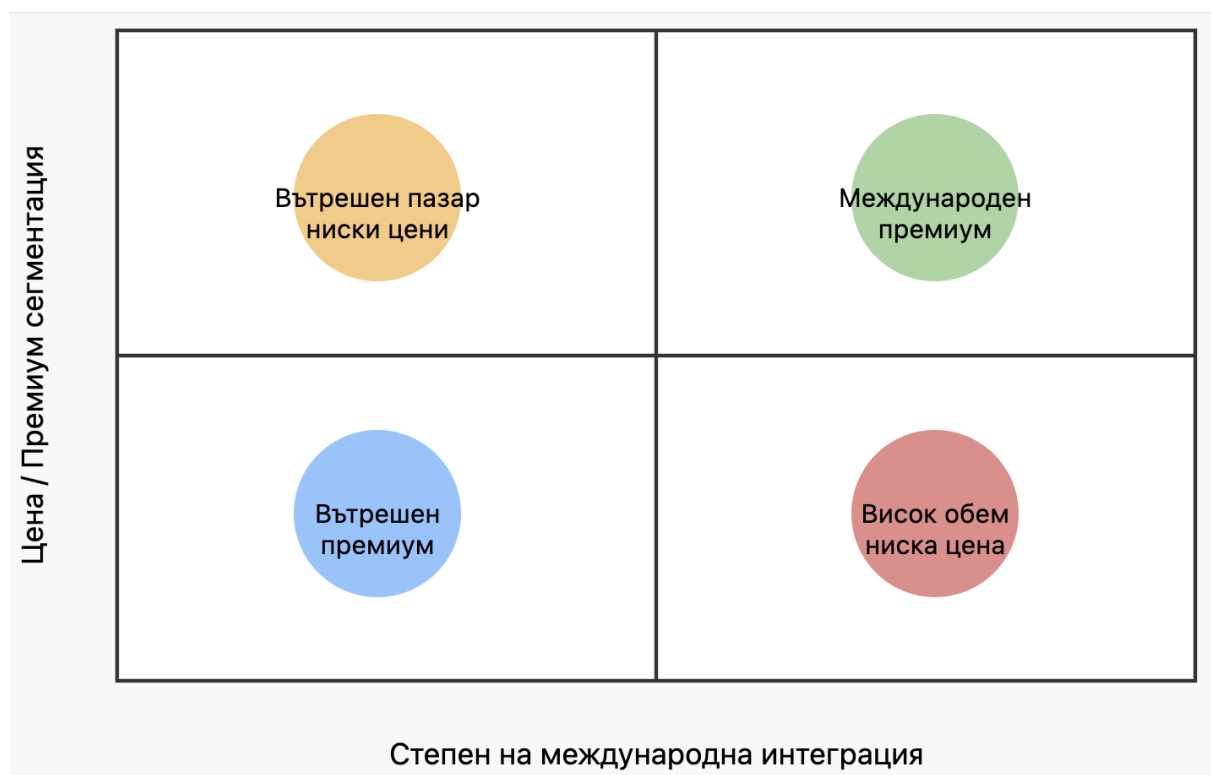 Цена / Премиум сегментация
Вътрешен пазар
ниски цени
Международен
премиум
Вътрешен
премиум
Висок обем
ниска цена
Степен на международна интеграция